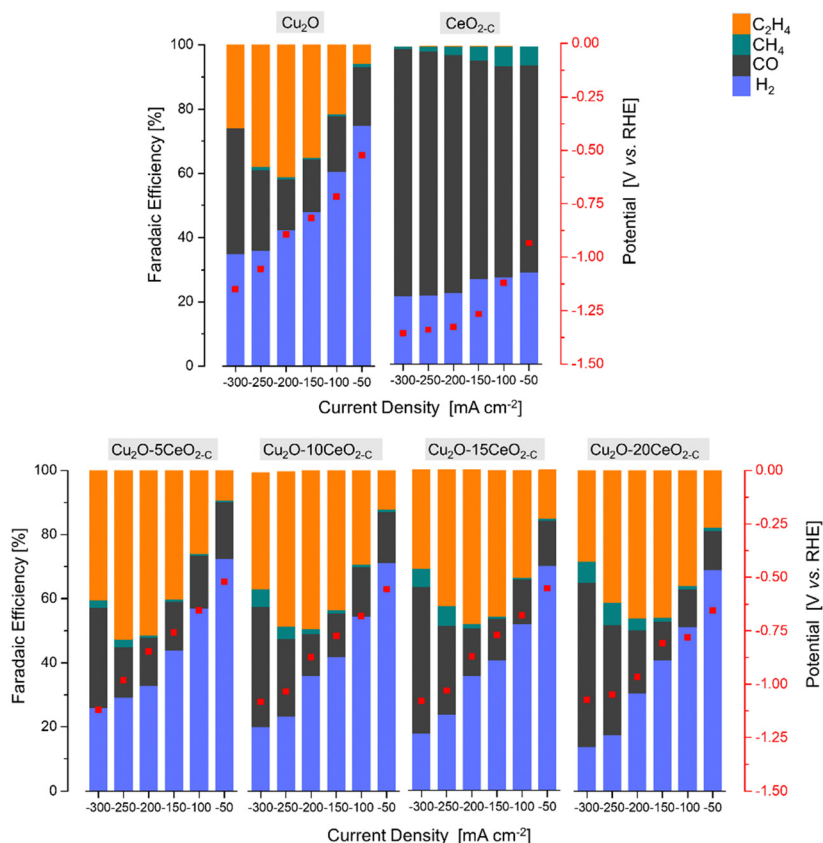 Cu₂O CeO₂₋C
C₂H₄
CH₄
CO
H₂
Faradaic Efficiency [%]
100
80
60
40
20
0
0.00
-0.25
-0.50
-0.75
-1.00
-1.25
-1.50
Potential [V vs. RHE]
-300 -250 -200 -150 -100 -50 -300 -250 -200 -150 -100 -50
Current Density [mA cm⁻²]
Cu₂O-5CeO₂₋C Cu₂O-10CeO₂₋C Cu₂O-15CeO₂₋C Cu₂O-20CeO₂₋C
Faradaic Efficiency [%]
100
80
60
40
20
0
0.00
-0.25
-0.50
-0.75
-1.00
-1.25
-1.50
Potential [V vs. RHE]
-300 -250 -200 -150 -100 -50 -300 -250 -200 -150 -100 -50 -300 -250 -200 -150 -100 -50 -300 -250 -200 -150 -100 -50
Current Density [mA cm⁻²]